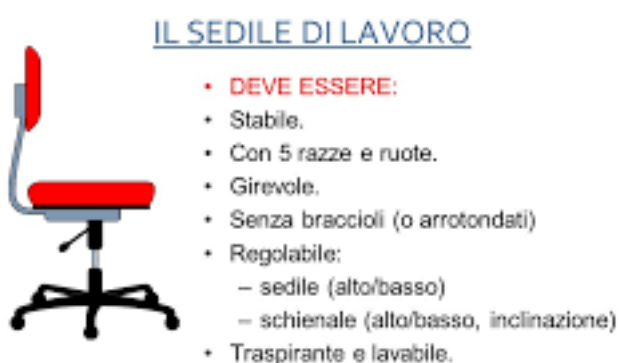 IL SEDILE DI LAVORO
• DEVE ESSERE:
• Stabile.
• Con 5 razze e ruote.
• Girevole.
• Senza braccioli (o arrotondati)
• Regolabile:
– sedile (alto/basso)
– schienale (alto/basso, inclinazione)
• Traspirante e lavabile.